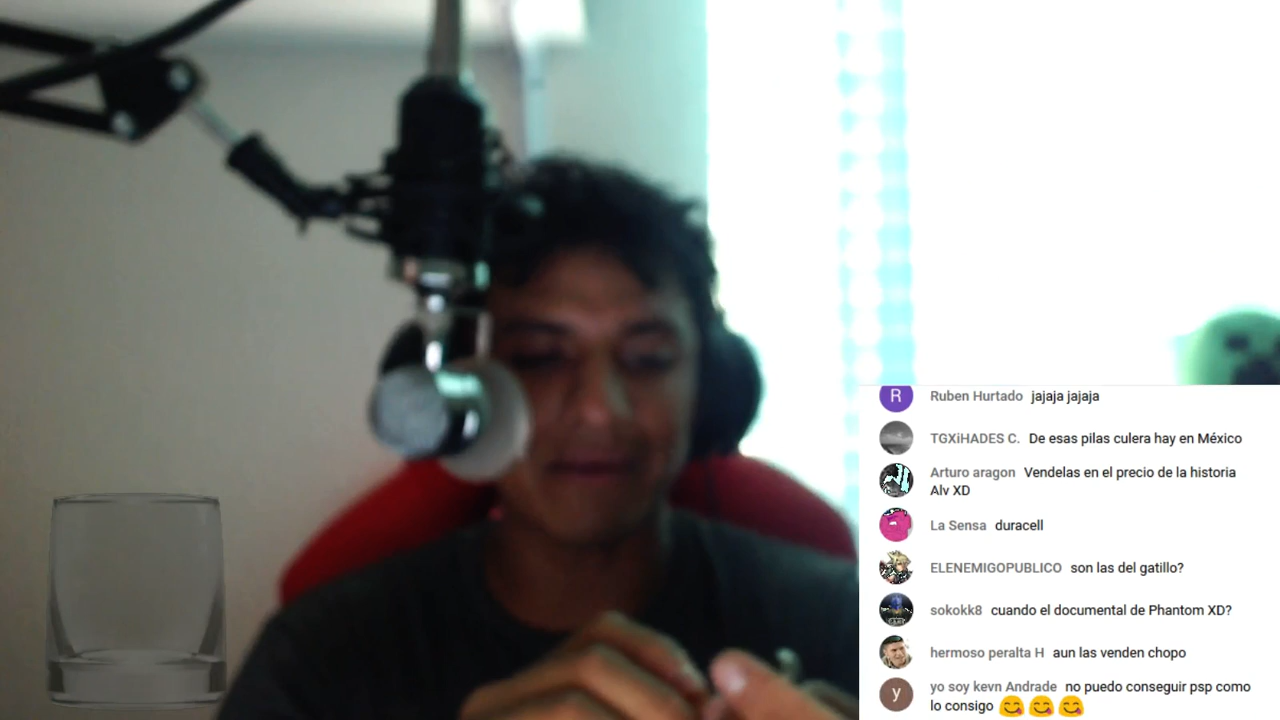 R Ruben Hurtado jajaja jajaja
TGXiHADES C. De esas pilas culera hay en México
Arturo aragon Vendelas en el precio de la historia
Alv XD
La Sensa duracell
ELENEMIGOPUBLICO son las del gatillo?
sokokk8 cuando el documental de Phantom XD?
hermoso peralta H aun las venden chopo
y yo soy kevn Andrade no puedo conseguir psp como
lo consigo 😋 😋 😋